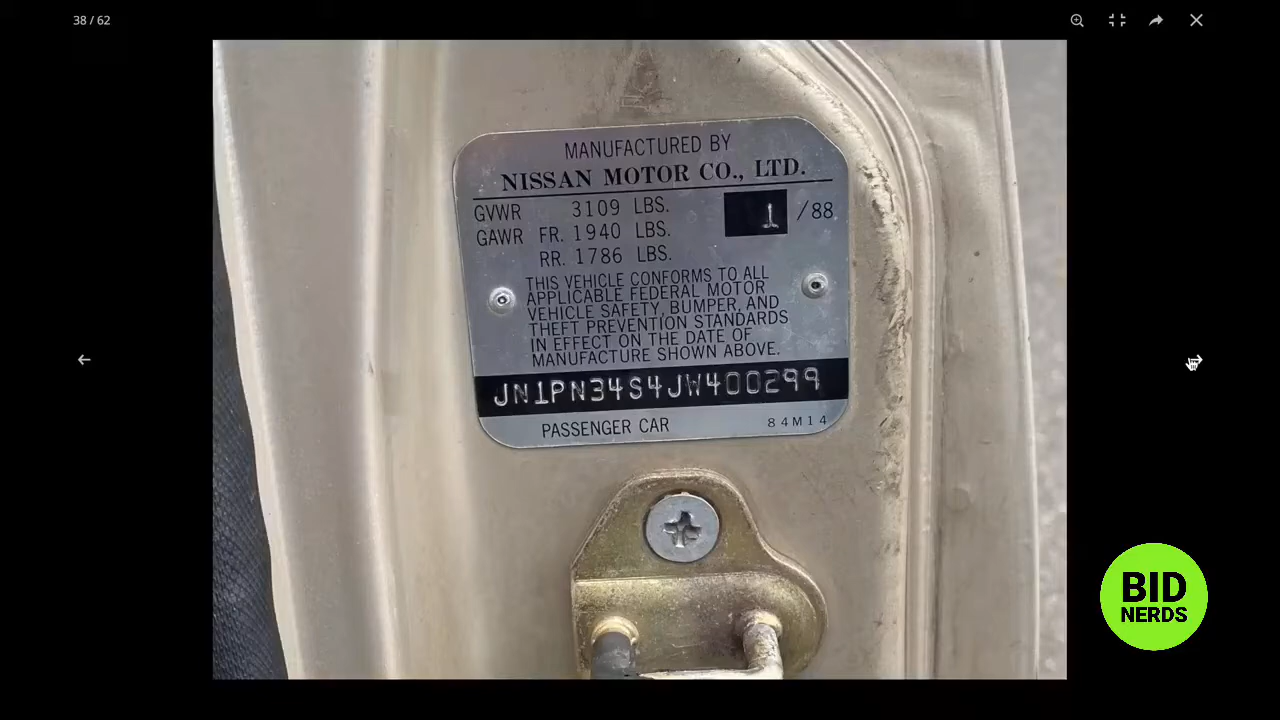 38 / 62
MANUFACTURED BY
NISSAN MOTOR CO., LTD.
GVWR 3109 LBS. 1 /88
GAWR FR. 1940 LBS.
RR. 1786 LBS.
THIS VEHICLE CONFORMS TO ALL
APPLICABLE FEDERAL MOTOR
VEHICLE SAFETY, BUMPER, AND
THEFT PREVENTION STANDARDS
IN EFFECT ON THE DATE OF
MANUFACTURE SHOWN ABOVE.
JN1PN34S4JW400299
PASSENGER CAR 84M14
BID
NERDS